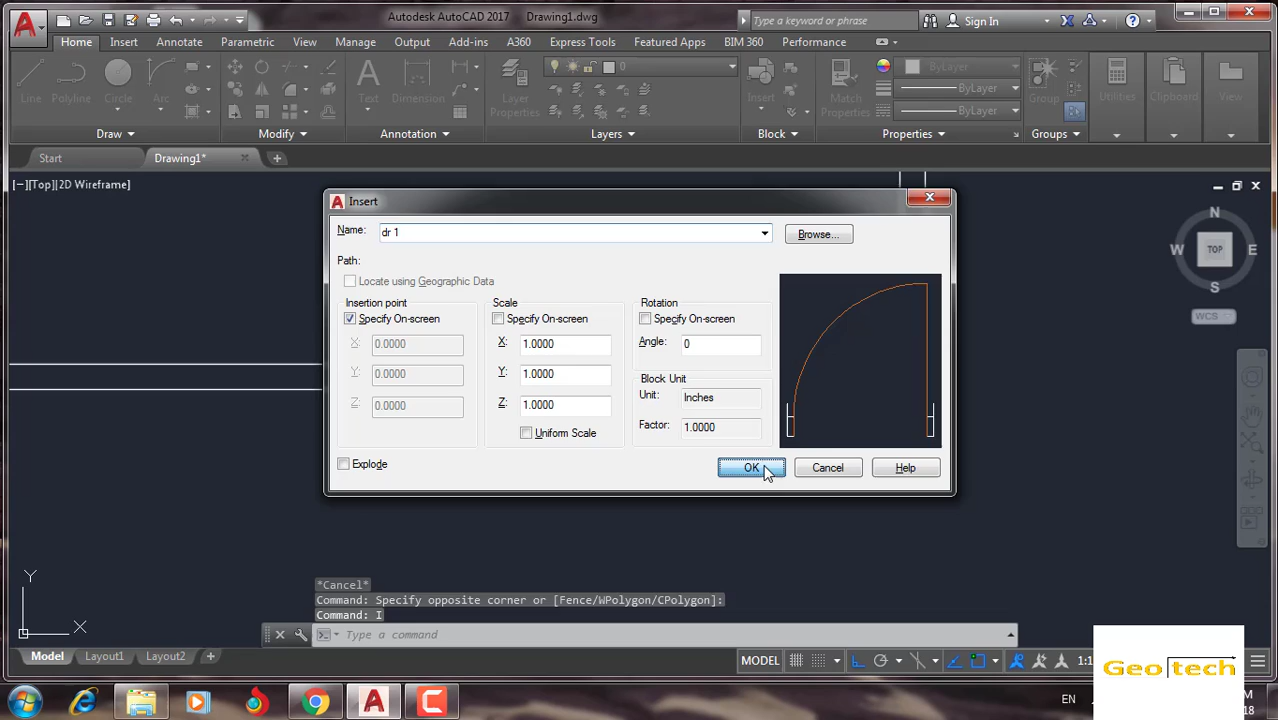 Autodesk AutoCAD 2017 Drawing1.dwg
Type a keyword or phrase
Sign In
Home Insert Annotate Parametric View Manage Output Add-ins A360 Express Tools Featured Apps BIM 360 Performance
Line Polyline Circle Arc
Text Dimension
Layer Properties
0
Insert
Match Properties
ByLayer
ByLayer
ByLayer
Group
Utilities
Clipboard
View
Draw Modify Annotation Layers Block Properties Groups
Start Drawing1*
[−][Top][2D Wireframe]
N
W TOP E
S
WCS
Insert
Name: dr 1 Browse...
Path:
Locate using Geographic Data
Insertion point
Specify On-screen
X: 0.0000
Y: 0.0000
Z: 0.0000
Scale
Specify On-screen
X: 1.0000
Y: 1.0000
Z: 1.0000
Uniform Scale
Rotation
Specify On-screen
Angle: 0
Block Unit
Unit: Inches
Factor: 1.0000
Explode
OK Cancel Help
Y
X
*Cancel*
Command: Specify opposite corner or [Fence/WPolygon/CPolygon]:
Command: I
Type a command
Model Layout1 Layout2
MODEL
EN
Geotech